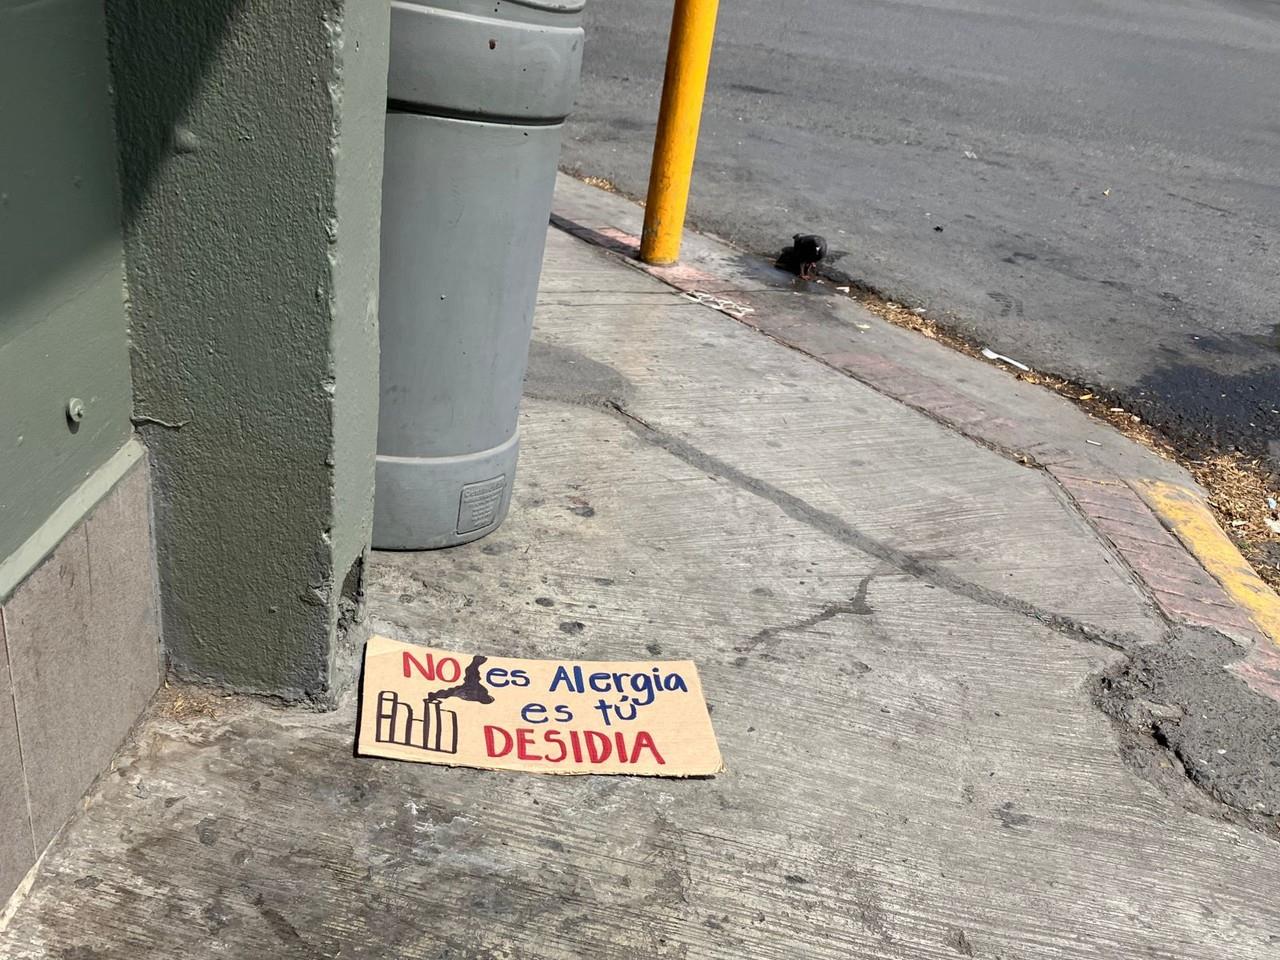 NO es Alergia
es tú
DESIDIA